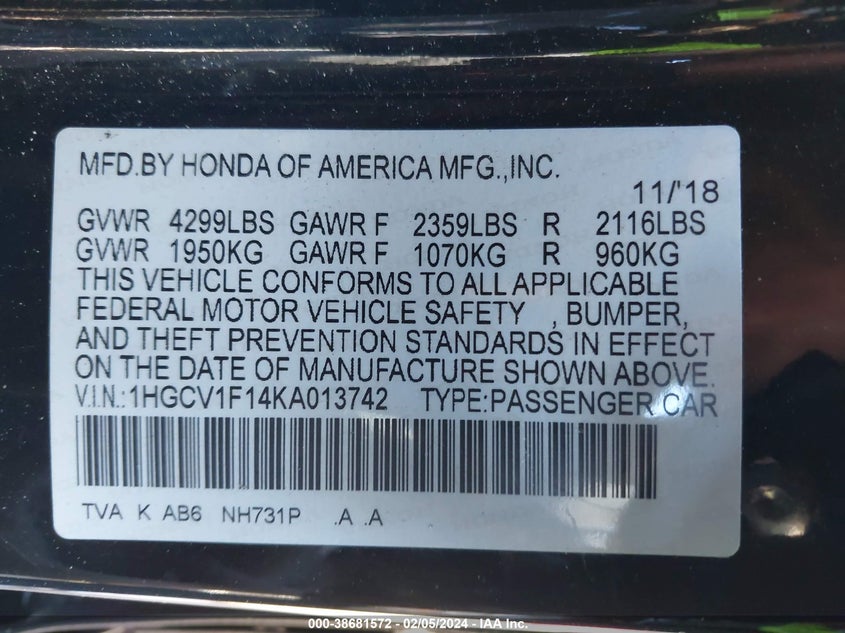 MFD.BY HONDA OF AMERICA MFG.,INC.
11/'18
GVWR 4299LBS GAWR F 2359LBS R 2116LBS
GVWR 1950KG GAWR F 1070KG R 960KG
THIS VEHICLE CONFORMS TO ALL APPLICABLE
FEDERAL MOTOR VEHICLE SAFETY , BUMPER,
AND THEFT PREVENTION STANDARDS IN EFFECT
ON THE DATE OF MANUFACTURE SHOWN ABOVE.
V.I.N.:1HGCV1F14KA013742 TYPE:PASSENGER CAR
TVA K AB6 NH731P .A .A
000-38681572 - 02/05/2024 - IAA Inc.